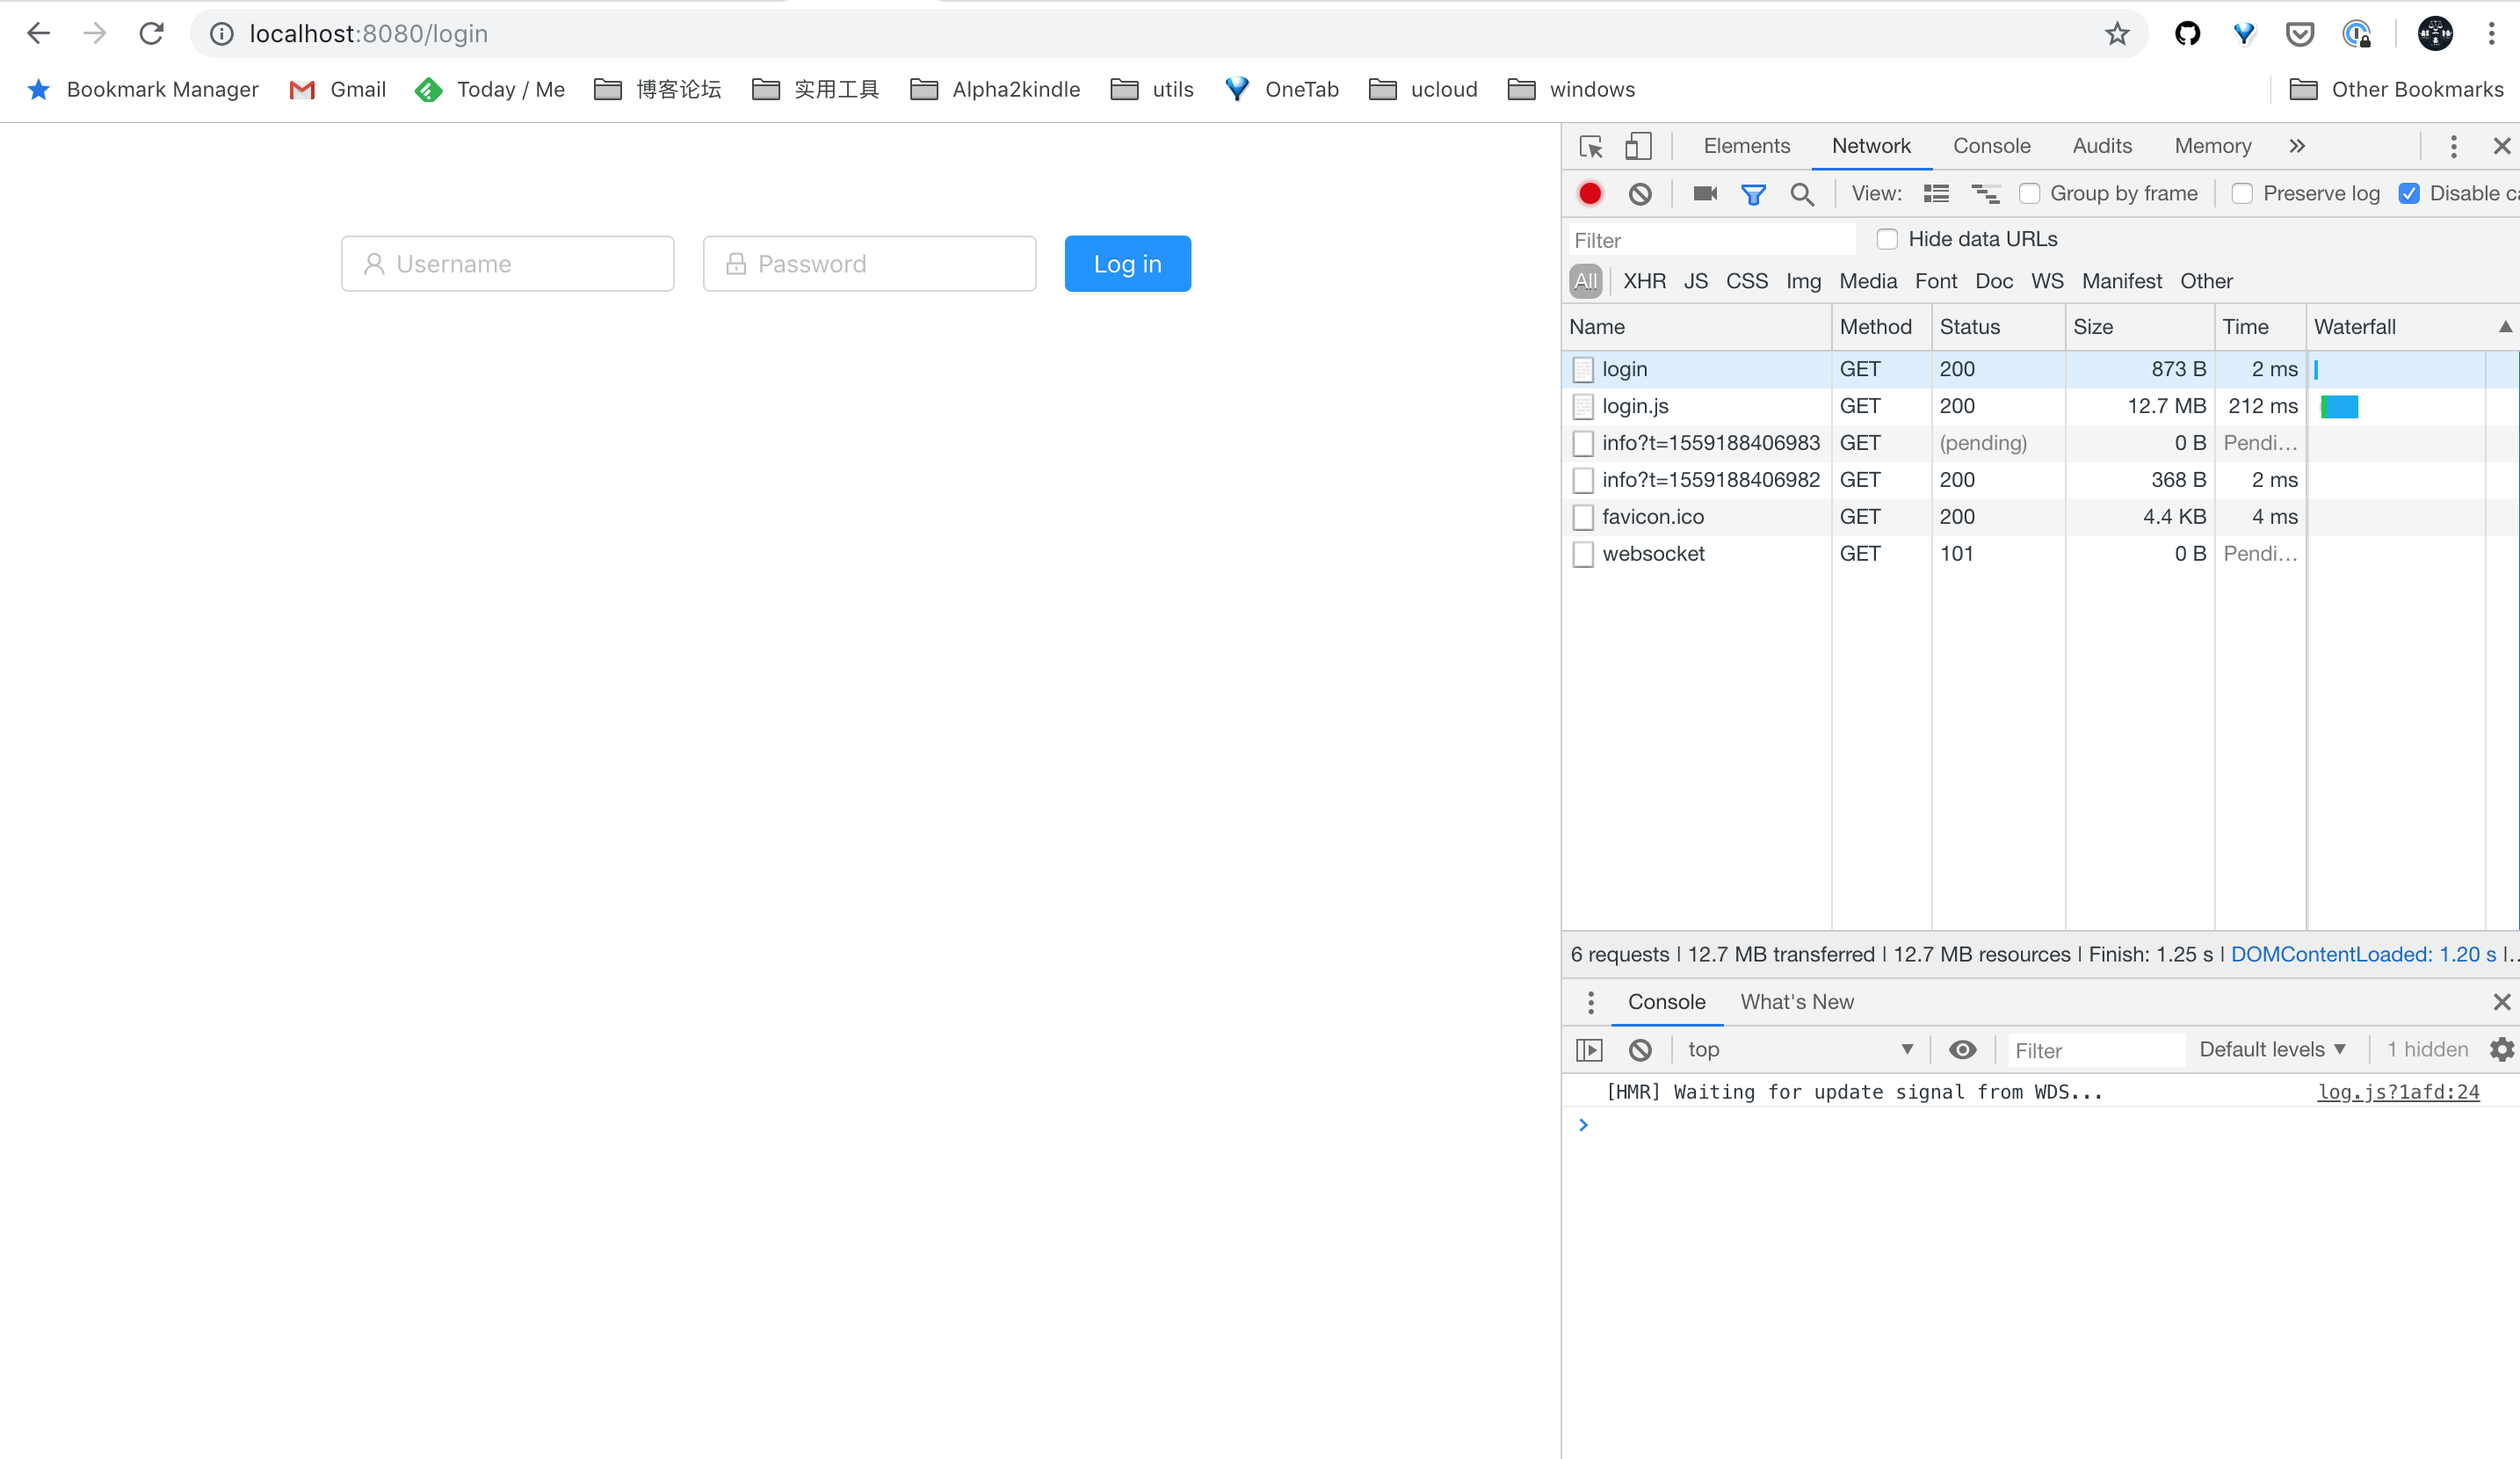 localhost:8080/login
Bookmark Manager Gmail Today / Me 博客论坛 实用工具 Alpha2kindle utils OneTab ucloud windows Other Bookmarks
Username Password Log in
Elements Network Console Audits Memory
View: Group by frame Preserve log Disable ca
Filter Hide data URLs
All XHR JS CSS Img Media Font Doc WS Manifest Other
Name Method Status Size Time Waterfall
login GET 200 873 B 2 ms
login.js GET 200 12.7 MB 212 ms
info?t=1559188406983 GET (pending) 0 B Pendi...
info?t=1559188406982 GET 200 368 B 2 ms
favicon.ico GET 200 4.4 KB 4 ms
websocket GET 101 0 B Pendi...
6 requests | 12.7 MB transferred | 12.7 MB resources | Finish: 1.25 s | DOMContentLoaded: 1.20 s |...
Console What's New
top Filter Default levels 1 hidden
[HMR] Waiting for update signal from WDS... log.js?1afd:24